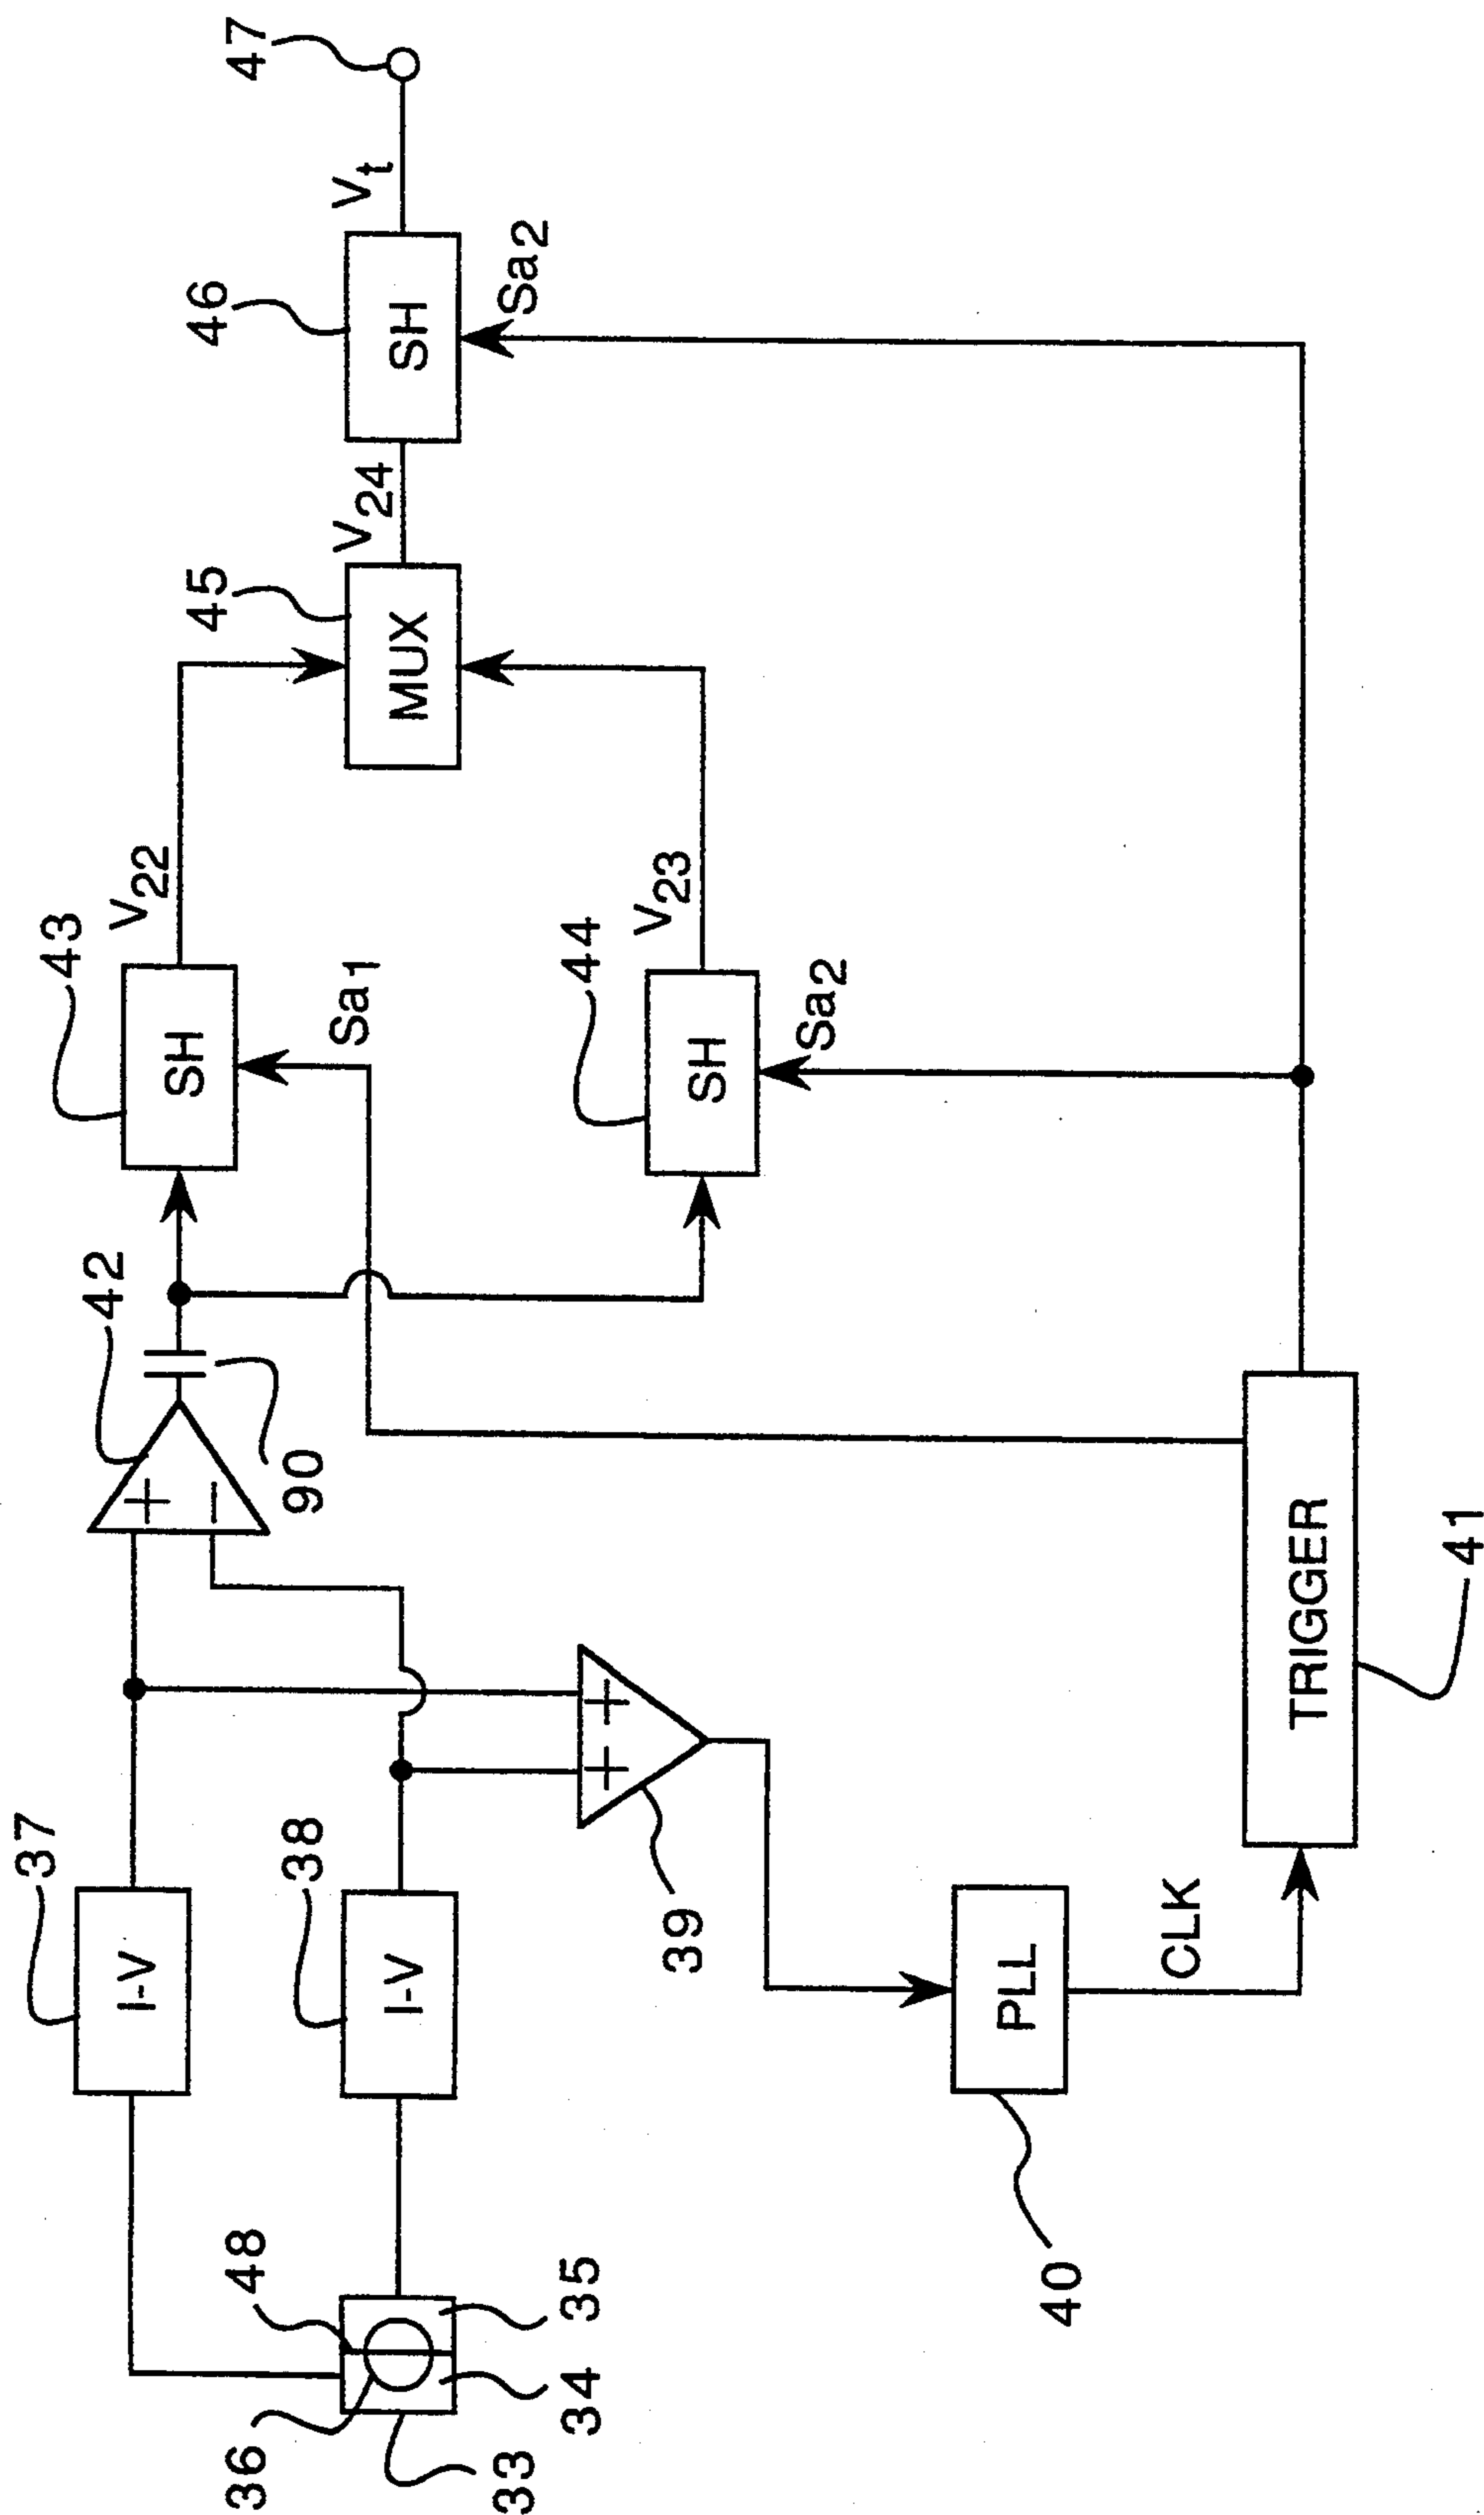 37
I-V
38
I-V
48
36
33
34
35
39
+
+
42
+
−
90
43
SH
V22
Sa1
44
SH
V23
Sa2
45
MUX
V24
46
SH
Sa2
Vt
47
40
PLL
CLK
TRIGGER
41